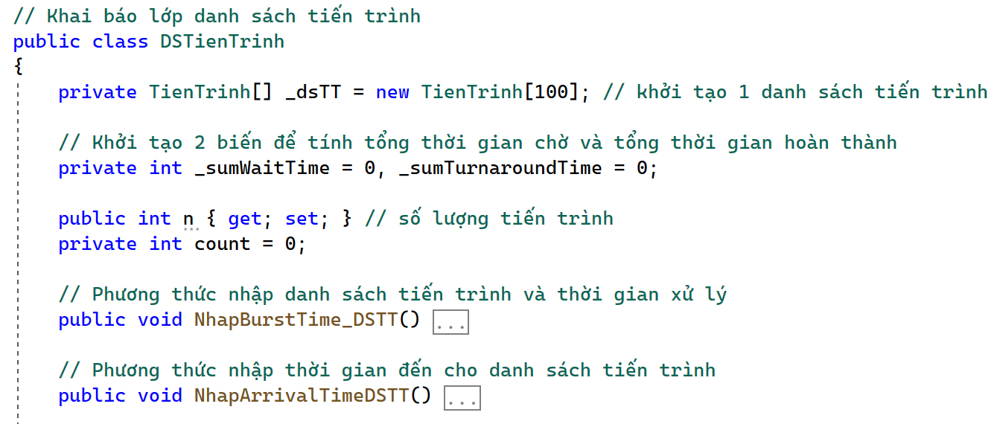 // Khai báo lớp danh sách tiến trình
public class DSTienTrinh
{
private TienTrinh[] _dsTT = new TienTrinh[100]; // khởi tạo 1 danh sách tiến trình
// Khởi tạo 2 biến để tính tổng thời gian chờ và tổng thời gian hoàn thành
private int _sumWaitTime = 0, _sumTurnaroundTime = 0;
public int n { get; set; } // số lượng tiến trình
private int count = 0;
// Phương thức nhập danh sách tiến trình và thời gian xử lý
public void NhapBurstTime_DSTT() ...
// Phương thức nhập thời gian đến cho danh sách tiến trình
public void NhapArrivalTimeDSTT() ...